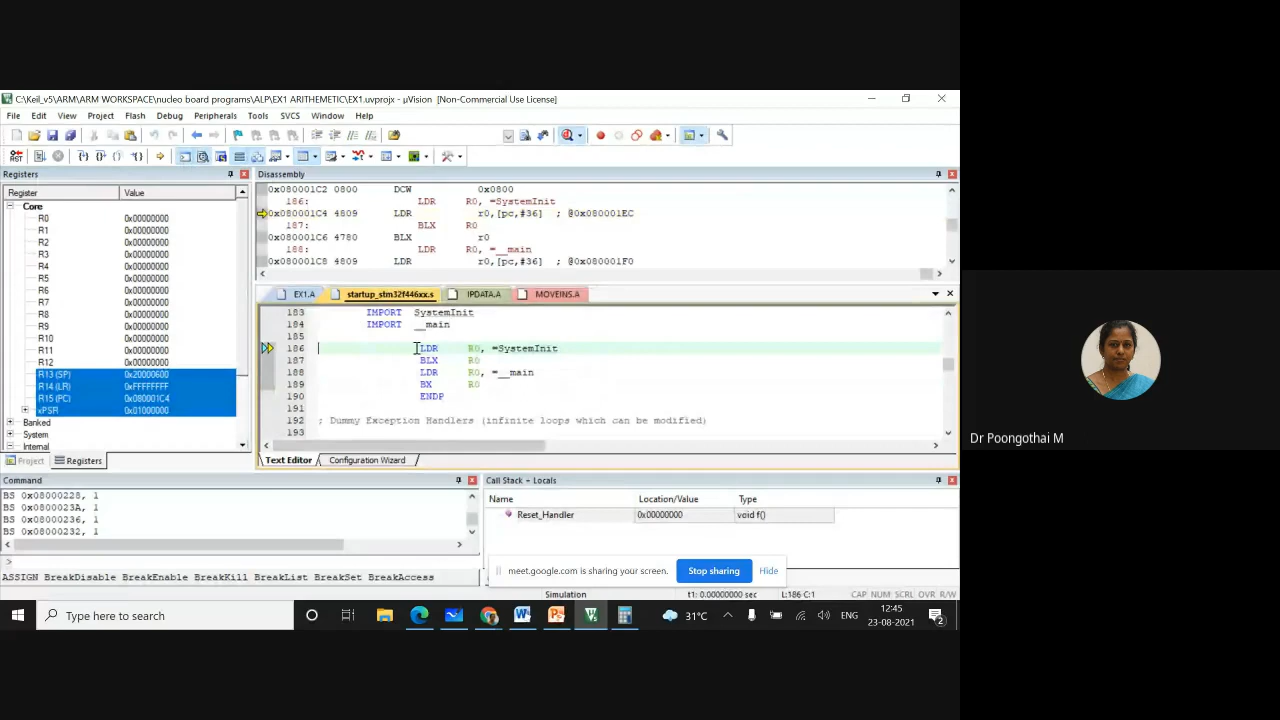 C:\Keil_v5\ARM\ARM WORKSPACE\nucleo board programs\ALP\EX1 ARITHEMETIC\EX1.uvprojx - µVision [Non-Commercial Use License]
File Edit View Project Flash Debug Peripherals Tools SVCS Window Help
Registers
Register Value
Core
R0 0x00000000
R1 0x00000000
R2 0x00000000
R3 0x00000000
R4 0x00000000
R5 0x00000000
R6 0x00000000
R7 0x00000000
R8 0x00000000
R9 0x00000000
R10 0x00000000
R11 0x00000000
R12 0x00000000
R13 (SP) 0x20000600
R14 (LR) 0xFFFFFFFF
R15 (PC) 0x080001C4
xPSR 0x01000000
Banked
System
Internal
Project Registers
Disassembly
0x080001C2 0800 DCW 0x0800
186: LDR R0, =SystemInit
0x080001C4 4809 LDR r0,[pc,#36] ; @0x080001EC
187: BLX R0
0x080001C6 4780 BLX r0
188: LDR R0, =__main
0x080001C8 4809 LDR r0,[pc,#36] ; @0x080001F0
EX1.A startup_stm32f446xx.s IPDATA.A MOVEINS.A
183 IMPORT SystemInit
184 IMPORT __main
185
186 LDR R0, =SystemInit
187 BLX R0
188 LDR R0, =__main
189 BX R0
190 ENDP
191
192 ; Dummy Exception Handlers (infinite loops which can be modified)
193
Text Editor Configuration Wizard
Command
BS 0x08000228, 1
BS 0x0800023A, 1
BS 0x08000236, 1
BS 0x08000232, 1
>
ASSIGN BreakDisable BreakEnable BreakKill BreakList BreakSet BreakAccess
Call Stack + Locals
Name Location/Value Type
Reset_Handler 0x00000000 void f()
meet.google.com is sharing your screen. Stop sharing Hide
Simulation t1: 0.00000000 sec L:186 C:1 CAP NUM SCRL OVR R/W
Type here to search
31°C ENG 12:45
23-08-2021 2
Dr Poongothai M